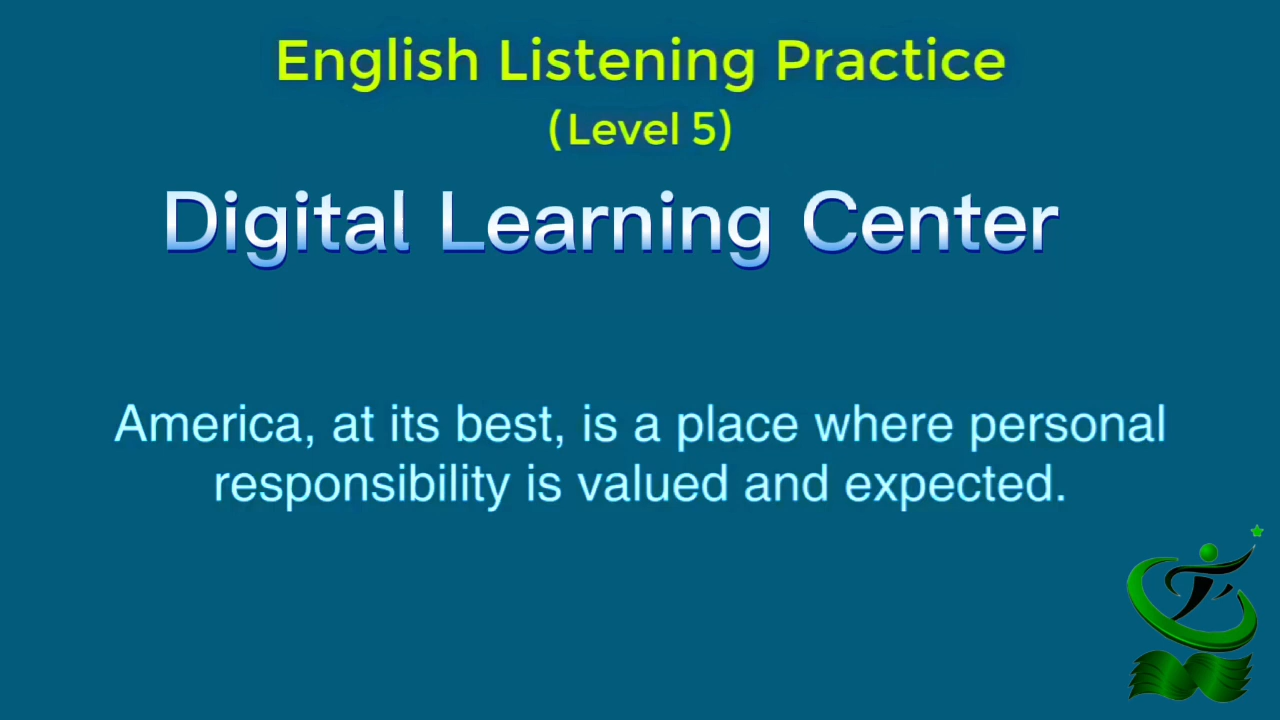 English Listening Practice
(Level 5)
Digital Learning Center
America, at its best, is a place where personal
responsibility is valued and expected.